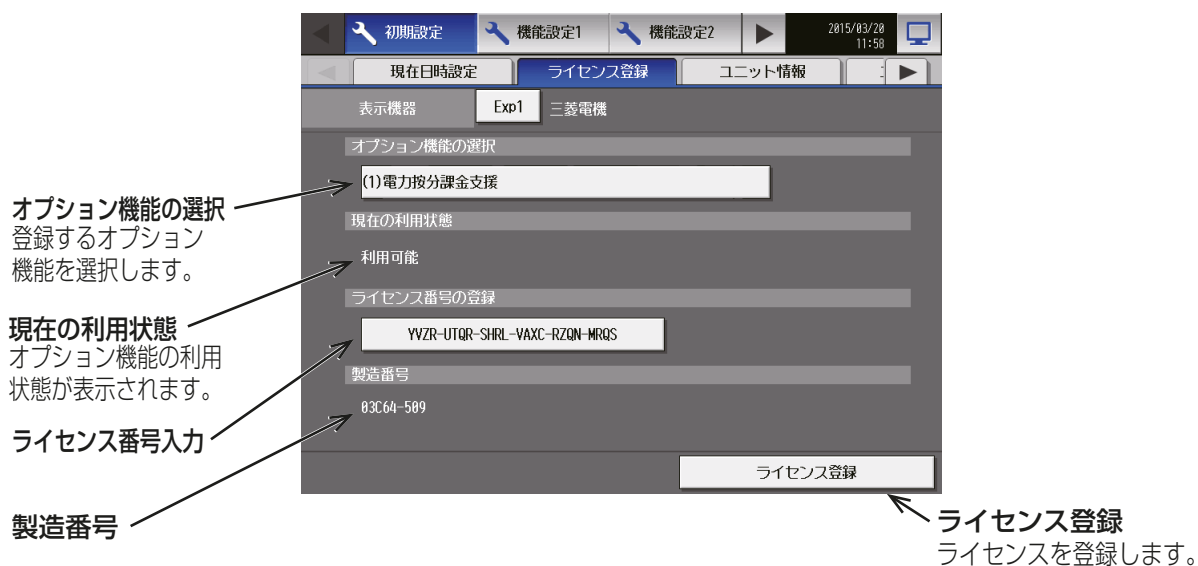 初期設定
機能設定1
機能設定2
2015/03/20
11:58
現在日時設定
ライセンス登録
ユニット情報
表示機器
Exp1
三菱電機
オプション機能の選択
(1)電力按分課金支援
現在の利用状態
利用可能
ライセンス番号の登録
YVZR-UTQR-SHRL-VAXC-RZQN-MRQS
製造番号
03C64-509
ライセンス登録
オプション機能の選択
登録するオプション
機能を選択します。
現在の利用状態
オプション機能の利用
状態が表示されます。
ライセンス番号入力
製造番号
ライセンス登録
ライセンスを登録します。